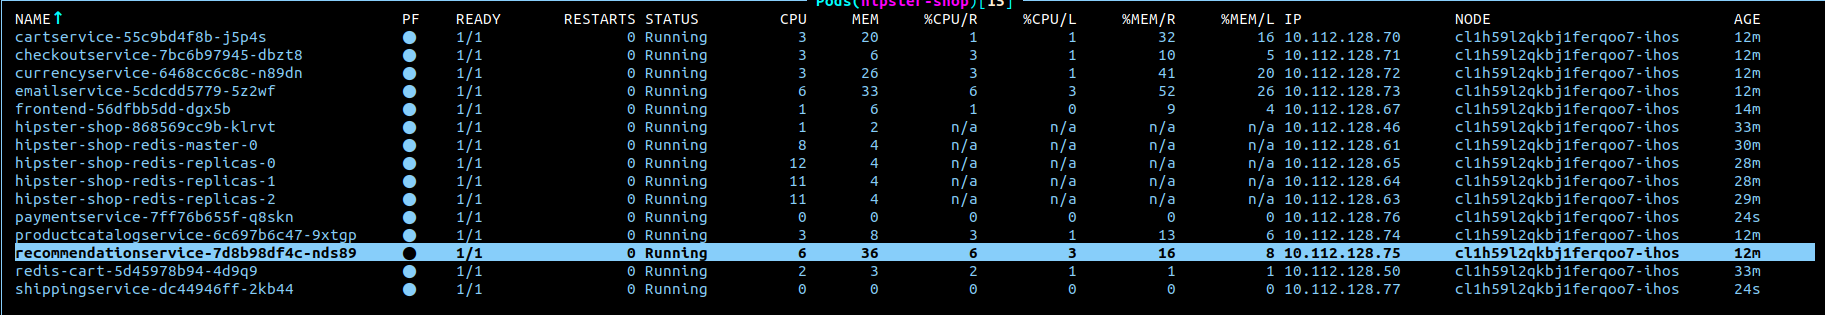 Pods(hipster-shop)[15]
NAME↑ PF READY RESTARTS STATUS CPU MEM %CPU/R %CPU/L %MEM/R %MEM/L IP NODE AGE
cartservice-55c9bd4f8b-j5p4s ● 1/1 0 Running 3 20 1 1 32 16 10.112.128.70 cl1h59l2qkbj1ferqoo7-ihos 12m
checkoutservice-7bc6b97945-dbzt8 ● 1/1 0 Running 3 6 3 1 10 5 10.112.128.71 cl1h59l2qkbj1ferqoo7-ihos 12m
currencyservice-6468cc6c8c-n89dn ● 1/1 0 Running 3 26 3 1 41 20 10.112.128.72 cl1h59l2qkbj1ferqoo7-ihos 12m
emailservice-5cdcdd5779-5z2wf ● 1/1 0 Running 6 33 6 3 52 26 10.112.128.73 cl1h59l2qkbj1ferqoo7-ihos 12m
frontend-56dfbb5dd-dgx5b ● 1/1 0 Running 1 6 1 0 9 4 10.112.128.67 cl1h59l2qkbj1ferqoo7-ihos 14m
hipster-shop-868569cc9b-klrvt ● 1/1 0 Running 1 2 n/a n/a n/a n/a 10.112.128.46 cl1h59l2qkbj1ferqoo7-ihos 33m
hipster-shop-redis-master-0 ● 1/1 0 Running 8 4 n/a n/a n/a n/a 10.112.128.61 cl1h59l2qkbj1ferqoo7-ihos 30m
hipster-shop-redis-replicas-0 ● 1/1 0 Running 12 4 n/a n/a n/a n/a 10.112.128.65 cl1h59l2qkbj1ferqoo7-ihos 28m
hipster-shop-redis-replicas-1 ● 1/1 0 Running 11 4 n/a n/a n/a n/a 10.112.128.64 cl1h59l2qkbj1ferqoo7-ihos 28m
hipster-shop-redis-replicas-2 ● 1/1 0 Running 11 4 n/a n/a n/a n/a 10.112.128.63 cl1h59l2qkbj1ferqoo7-ihos 29m
paymentservice-7ff76b655f-q8skn ● 1/1 0 Running 0 0 0 0 0 0 10.112.128.76 cl1h59l2qkbj1ferqoo7-ihos 24s
productcatalogservice-6c697b6c47-9xtgp ● 1/1 0 Running 3 8 3 1 13 6 10.112.128.74 cl1h59l2qkbj1ferqoo7-ihos 12m
recommendationservice-7d8b98df4c-nds89 ● 1/1 0 Running 6 36 6 3 16 8 10.112.128.75 cl1h59l2qkbj1ferqoo7-ihos 12m
redis-cart-5d45978b94-4d9q9 ● 1/1 0 Running 2 3 2 1 1 1 10.112.128.50 cl1h59l2qkbj1ferqoo7-ihos 33m
shippingservice-dc44946ff-2kb44 ● 1/1 0 Running 0 0 0 0 0 0 10.112.128.77 cl1h59l2qkbj1ferqoo7-ihos 24s